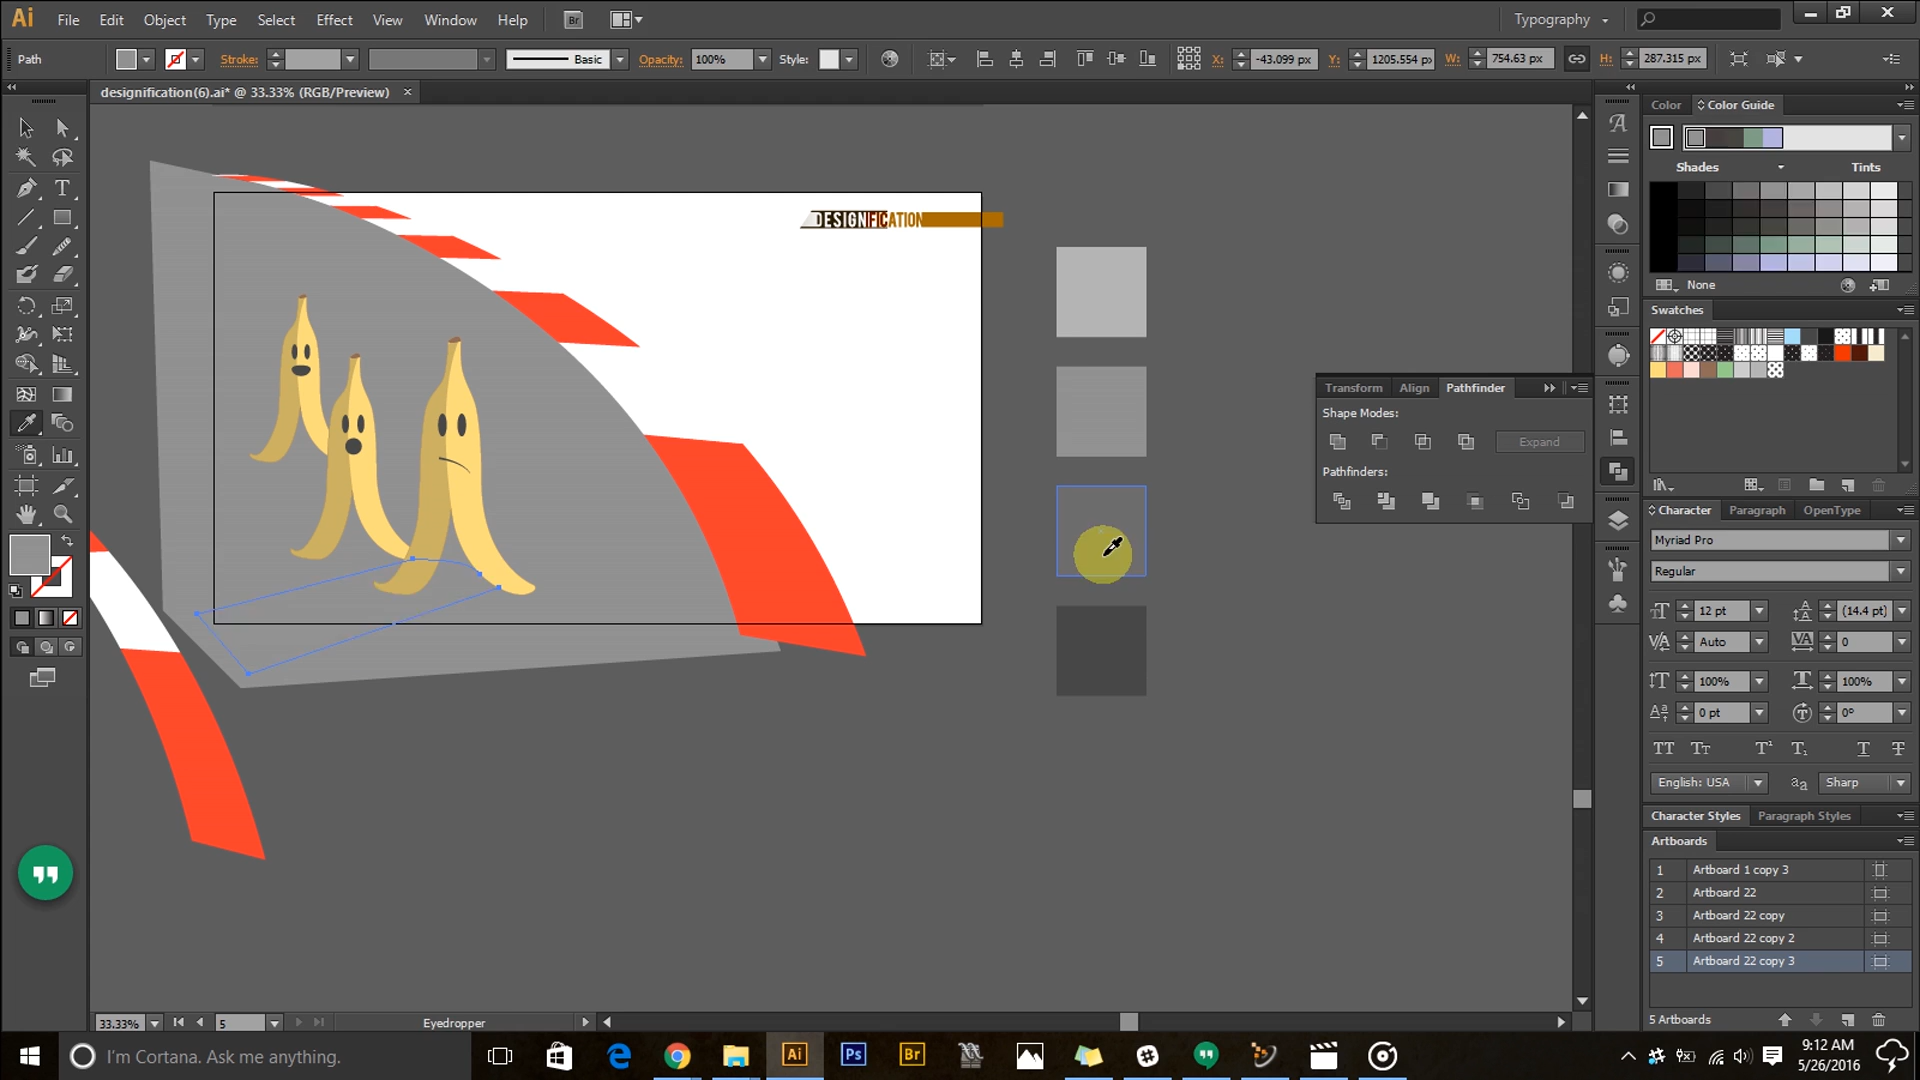 Ai File Edit Object Type Select Effect View Window Help Br Typography
Path Stroke: Basic Opacity: 100% Style: X: -43.099 px Y: 1205.554 px W: 754.63 px H: 287.315 px
designification(6).ai* @ 33.33% (RGB/Preview)
Color Color Guide
Shades Tints
None
Swatches
DESIGNIFICATION
Transform Align Pathfinder
Shape Modes:
Expand
Pathfinders:
Character Paragraph OpenType
Myriad Pro
Regular
12 pt (14.4 pt)
Auto 0
100% 100%
0 pt 0°
English: USA Sharp
Character Styles Paragraph Styles
Artboards
1 Artboard 1 copy 3
2 Artboard 22
3 Artboard 22 copy
4 Artboard 22 copy 2
5 Artboard 22 copy 3
5 Artboards
33.33% 5 Eyedropper
I'm Cortana. Ask me anything. Ai Ps Br
9:12 AM
5/26/2016